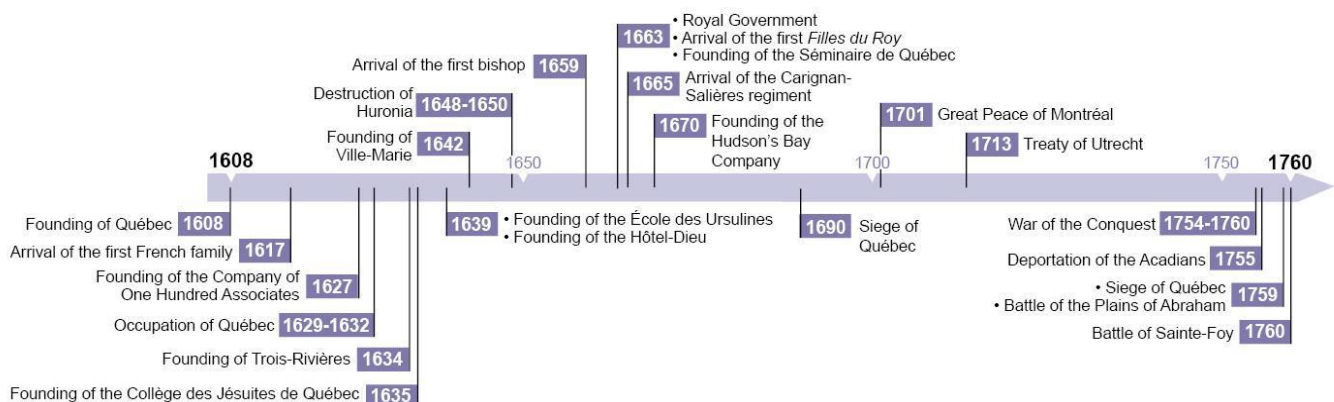 • Royal Government
1663 • Arrival of the first Filles du Roy
• Founding of the Séminaire de Québec
Arrival of the first bishop 1659
1665 Arrival of the Carignan-
Salières regiment
Destruction of
Huronia 1648-1650
1701 Great Peace of Montréal
1670 Founding of the
Hudson's Bay
Company
Founding of
Ville-Marie 1642
1713 Treaty of Utrecht
1608 1650 1700 1750 1760
Founding of Québec 1608
1639 • Founding of the École des Ursulines
• Founding of the Hôtel-Dieu
1690 Siege of
Québec
War of the Conquest 1754-1760
Arrival of the first French family 1617
Deportation of the Acadians 1755
Founding of the Company of
One Hundred Associates 1627
• Siege of Québec
• Battle of the Plains of Abraham 1759
Occupation of Québec 1629-1632
Battle of Sainte-Foy 1760
Founding of Trois-Rivières 1634
Founding of the Collège des Jésuites de Québec 1635